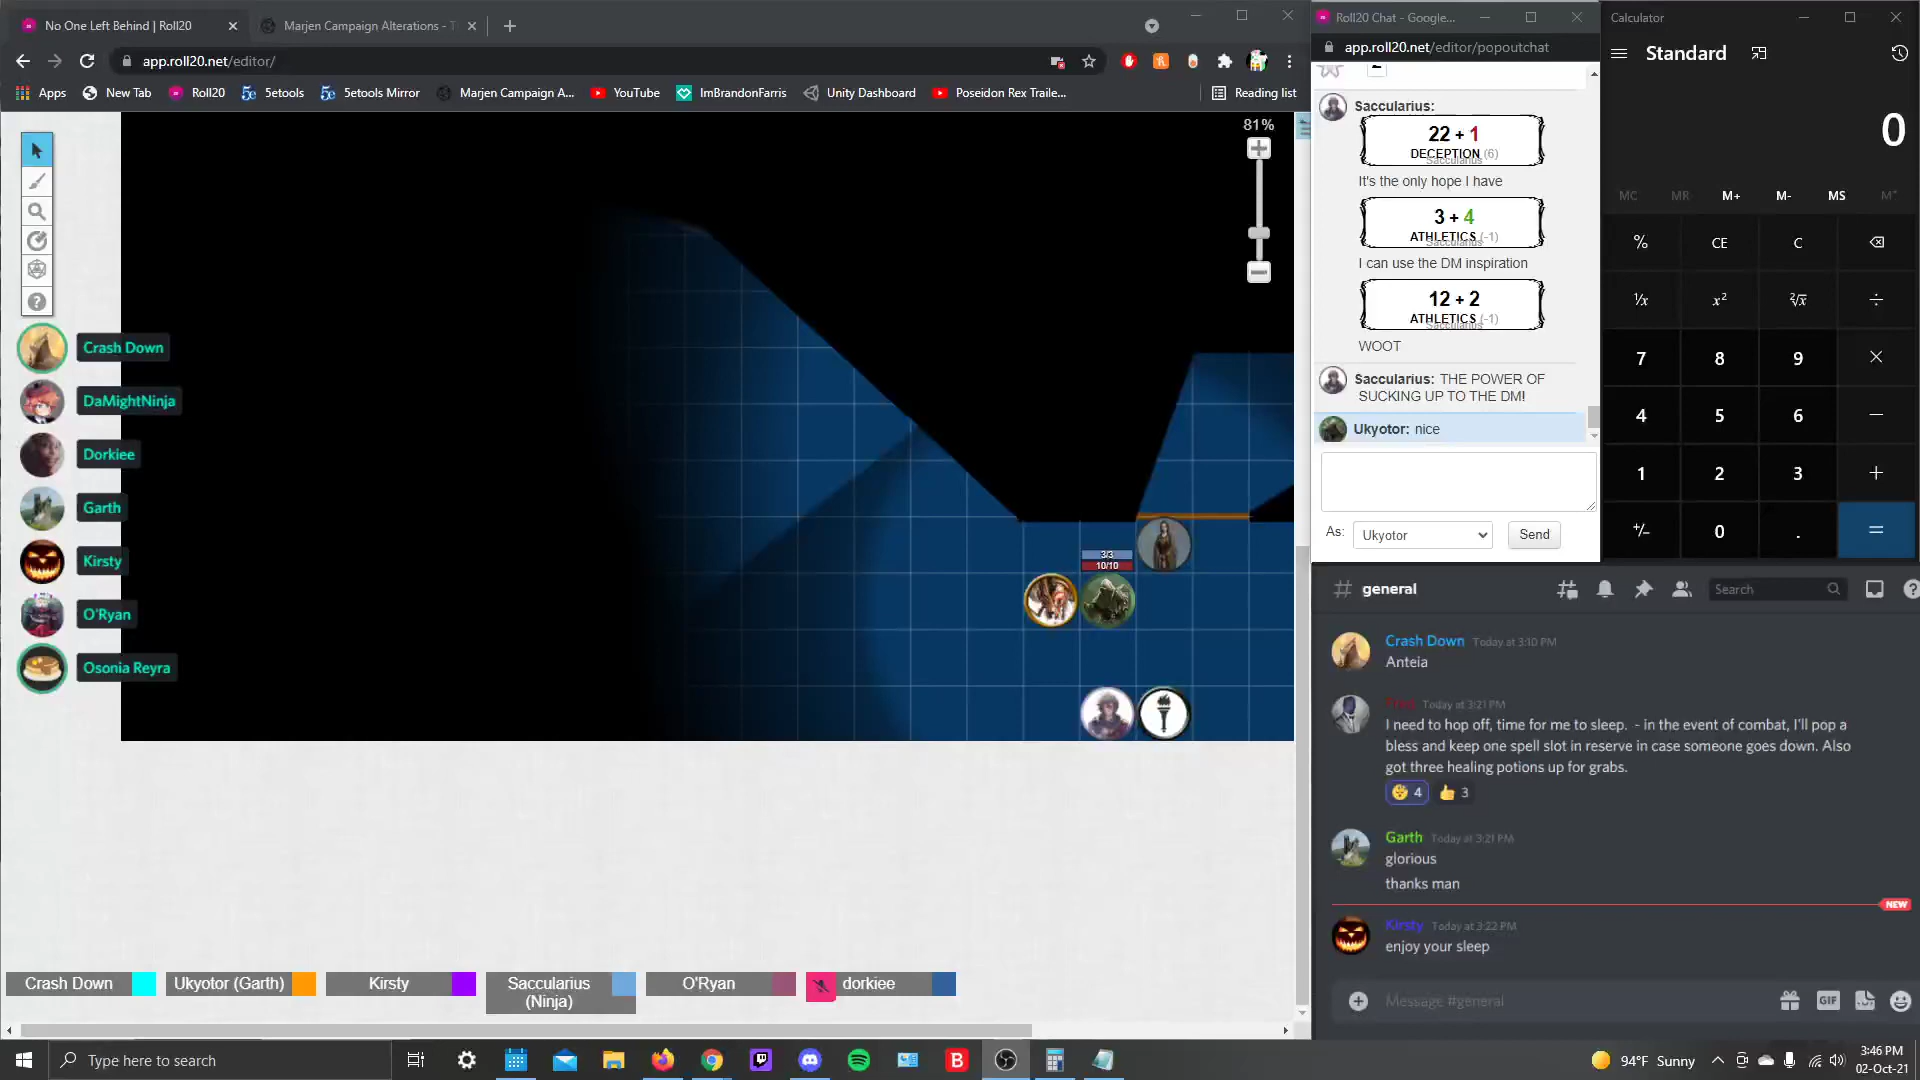 No One Left Behind | Roll20
Marjen Campaign Alterations - T
app.roll20.net/editor/
Apps
New Tab
Roll20
5etools
5etools Mirror
Marjen Campaign A...
YouTube
ImBrandonFarris
Unity Dashboard
Poseidon Rex Traile...
Reading list
81%
Crash Down
DaMightNinja
Dorkiee
Garth
Kirsty
O'Ryan
Osonia Reyra
3/3
10/10
Crash Down
Ukyotor (Garth)
Kirsty
Saccularius
(Ninja)
O'Ryan
dorkiee
Roll20 Chat - Google...
app.roll20.net/editor/popoutchat
Saccularius:
22 + 1
DECEPTION (6)
Saccularius
It's the only hope I have
3 + 4
ATHLETICS (-1)
Saccularius
I can use the DM inspiration
12 + 2
ATHLETICS (-1)
Saccularius
WOOT
Saccularius: THE POWER OF
SUCKING UP TO THE DM!
Ukyotor: nice
As:
Ukyotor
Send
Calculator
Standard
0
MC MR M+ M- MS
% CE C
¹/x x² ²√x ÷
7 8 9 ×
4 5 6 −
1 2 3 +
+/- 0 . =
# general
Search
Crash Down Today at 3:10 PM
Anteia
Today at 3:21 PM
I need to hop off, time for me to sleep. - in the event of combat, I'll pop a
bless and keep one spell slot in reserve in case someone goes down. Also
got three healing potions up for grabs.
4 3
Garth Today at 3:21 PM
glorious
thanks man
NEW
Kirsty Today at 3:22 PM
enjoy your sleep
Message #general
GIF
Type here to search
94°F Sunny
3:46 PM
02-Oct-21